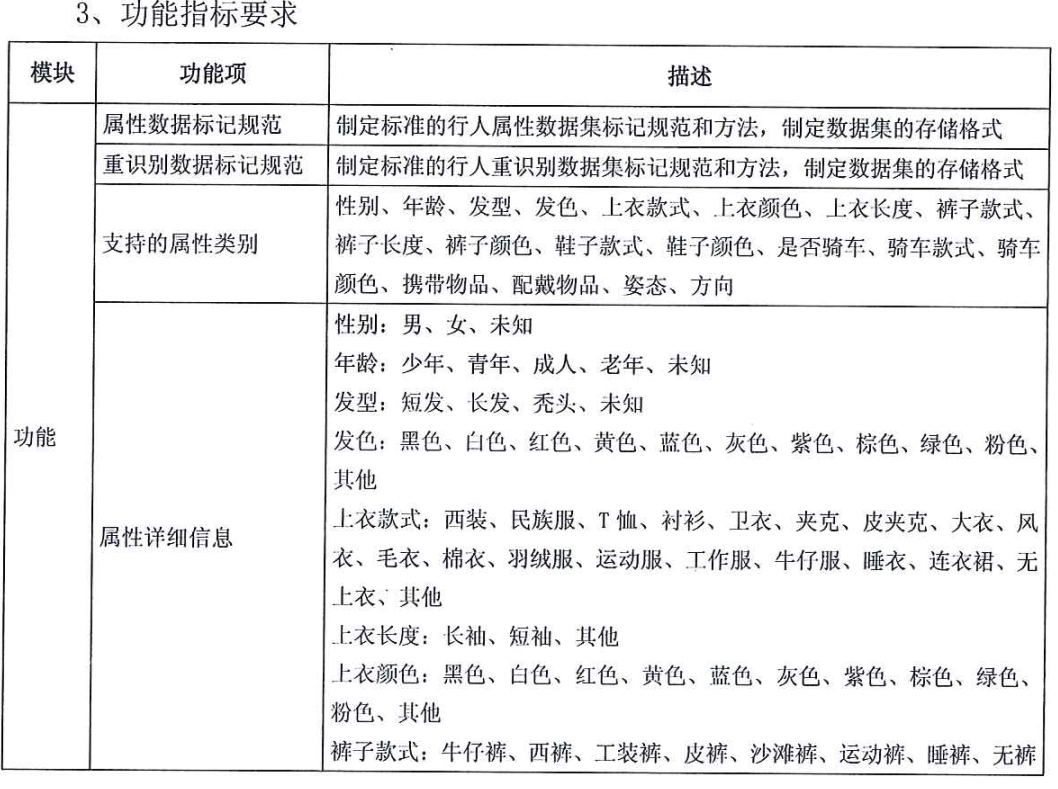 3、功能指标要求
模块 功能项 描述
属性数据标记规范 制定标准的行人属性数据集标记规范和方法，制定数据集的存储格式
重识别数据标记规范 制定标准的行人重识别数据集标记规范和方法，制定数据集的存储格式
支持的属性类别
性别、年龄、发型、发色、上衣款式、上衣颜色、上衣长度、裤子款式、
裤子长度、裤子颜色、鞋子款式、鞋子颜色、是否骑车、骑车款式、骑车
颜色、携带物品、配戴物品、姿态、方向
功能
属性详细信息
性别：男、女、未知
年龄：少年、青年、成人、老年、未知
发型：短发、长发、秃头、未知
发色：黑色、白色、红色、黄色、蓝色、灰色、紫色、棕色、绿色、粉色、
其他
上衣款式：西装、民族服、T恤、衬衫、卫衣、夹克、皮夹克、大衣、风
衣、毛衣、棉衣、羽绒服、运动服、工作服、牛仔服、睡衣、连衣裙、无
上衣、其他
上衣长度：长袖、短袖、其他
上衣颜色：黑色、白色、红色、黄色、蓝色、灰色、紫色、棕色、绿色、
粉色、其他
裤子款式：牛仔裤、西裤、工装裤、皮裤、沙滩裤、运动裤、睡裤、无裤